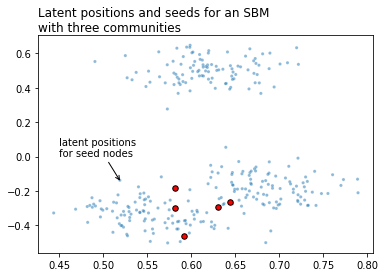 Latent positions and seeds for an SBM
with three communities
0.6
0.4
0.2
0.0
−0.2
−0.4
latent positions
for seed nodes
0.45 0.50 0.55 0.60 0.65 0.70 0.75 0.80